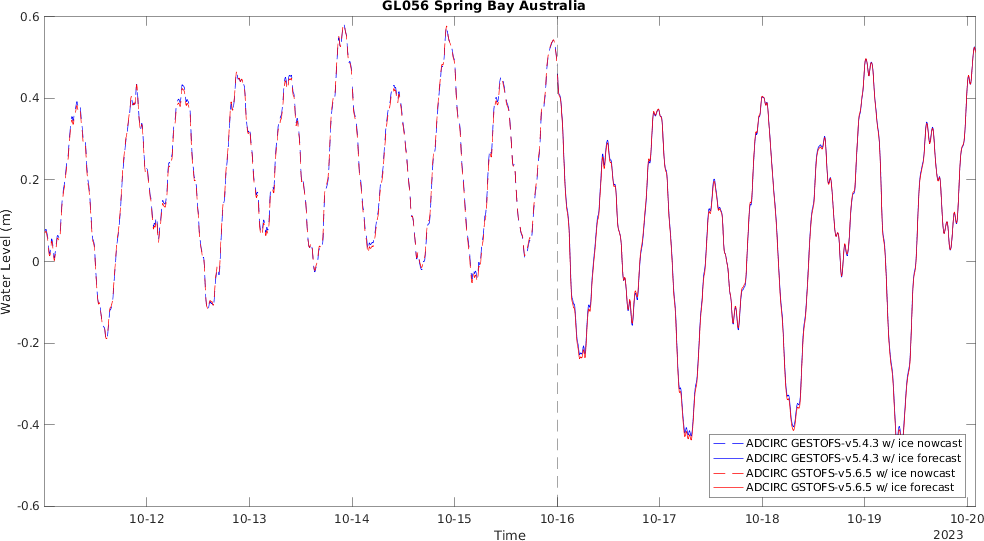 GL056 Spring Bay Australia
0.6
0.4
0.2
0
-0.2
-0.4
-0.6
Water Level (m)
ADCIRC GESTOFS-v5.4.3 w/ ice nowcast
ADCIRC GESTOFS-v5.4.3 w/ ice forecast
ADCIRC GSTOFS-v5.6.5 w/ ice nowcast
ADCIRC GSTOFS-v5.6.5 w/ ice forecast
10-12 10-13 10-14 10-15 10-16 10-17 10-18 10-19 10-20
Time
2023